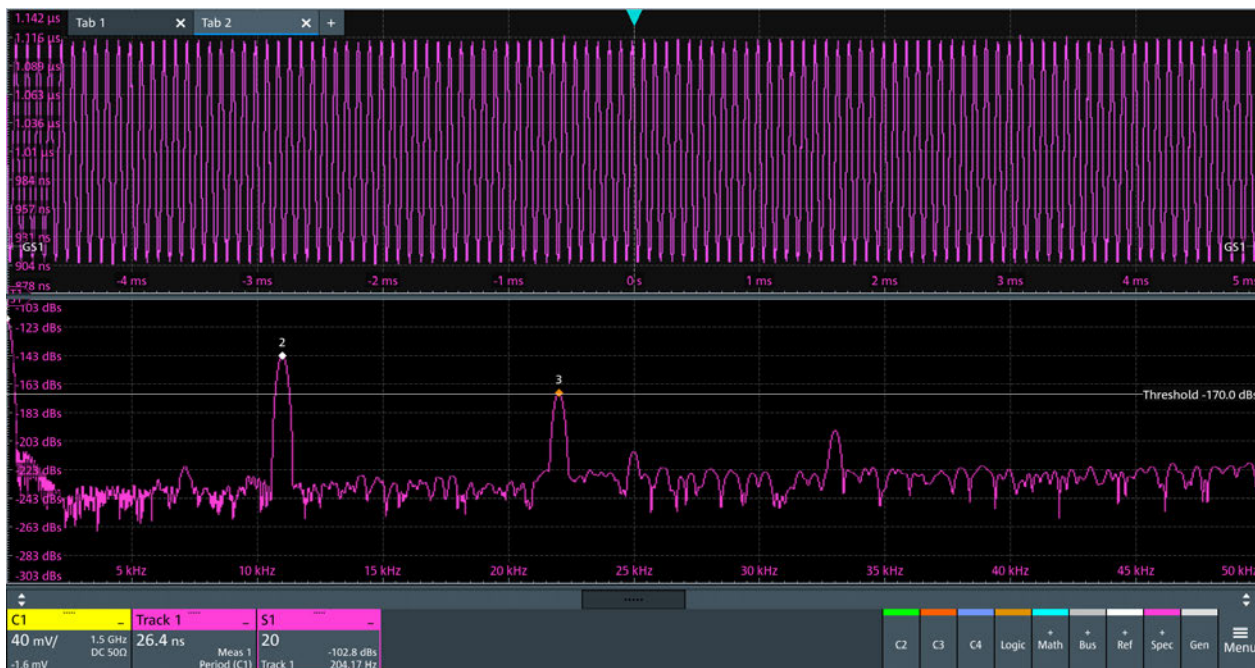 1.142 µs
Tab 1 ✕ Tab 2 ✕ +
1.116 µs
1.089 µs
1.063 µs
1.036 µs
1.01 µs
984 ns
957 ns
931 ns
GS1 GS1
904 ns
878 ns
-4 ms -3 ms -2 ms -1 ms 0 s 1 ms 2 ms 3 ms 4 ms 5 ms
-103 dBs
-123 dBs
2
-143 dBs
-163 dBs
3
Threshold -170.0 dBs
-183 dBs
-203 dBs
-223 dBs
-243 dBs
-263 dBs
-283 dBs
-303 dBs
5 kHz 10 kHz 15 kHz 20 kHz 25 kHz 30 kHz 35 kHz 40 kHz 45 kHz 50 kHz
C1 Track 1 S1
40 mV/ 1.5 GHz 26.4 ns 20
DC 50Ω Meas 1 -102.8 dBs
-1.6 mV Period (C1) Track 1 204.17 Hz
C2 C3 C4 Logic + Math + Bus + Ref + Spec Gen Menu